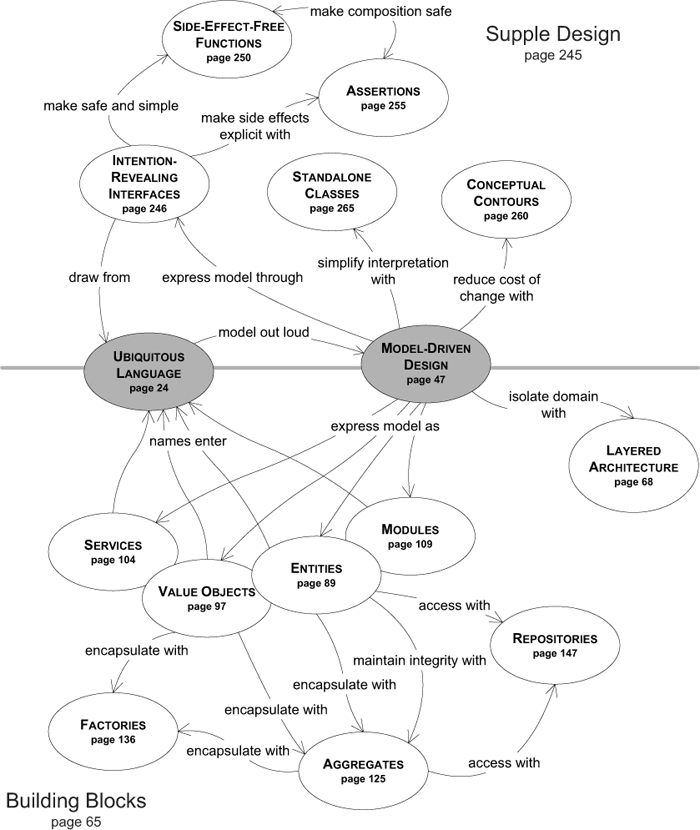 make composition safe
SIDE-EFFECT-FREE
FUNCTIONS
page 250
Supple Design
page 245
ASSERTIONS
page 255
make safe and simple
make side effects
explicit with
INTENTION-
REVEALING
INTERFACES
page 246
STANDALONE
CLASSES
page 265
CONCEPTUAL
CONTOURS
page 260
draw from
express model through
simplify interpretation
with
reduce cost of
change with
model out loud
UBIQUITOUS
LANGUAGE
page 24
MODEL-DRIVEN
DESIGN
page 47
isolate domain
with
names enter
express model as
LAYERED
ARCHITECTURE
page 68
SERVICES
page 104
MODULES
page 109
VALUE OBJECTS
page 97
ENTITIES
page 89
access with
REPOSITORIES
page 147
encapsulate with
maintain integrity with
encapsulate with
encapsulate with
FACTORIES
page 136
encapsulate with
AGGREGATES
page 125
access with
Building Blocks
page 65